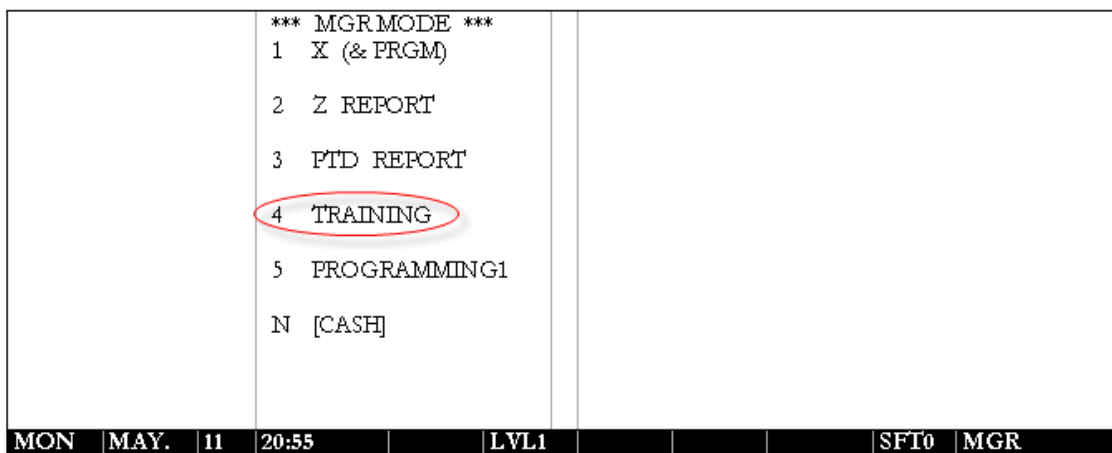 *** MGR MODE ***
1 X (& PRGM)
2 Z REPORT
3 PTD REPORT
4 TRAINING
5 PROGRAMMING1
N [CASH]
MON MAY. 11 20:55 LVL1 SFT0 MGR